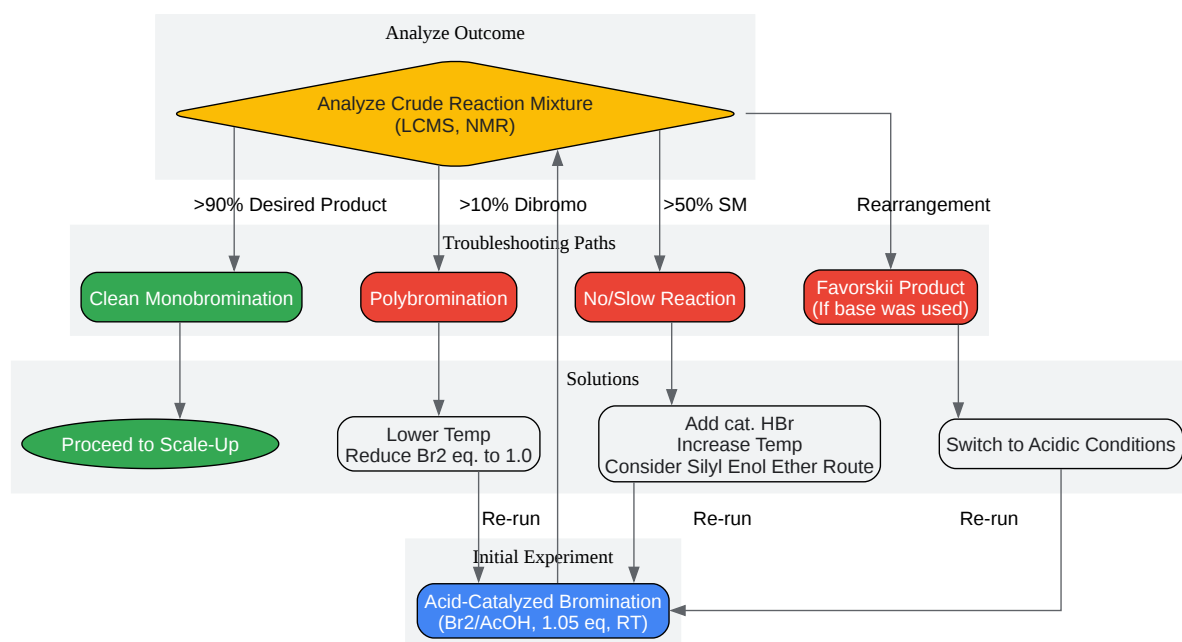 Analyze Outcome
Analyze Crude Reaction Mixture
(LCMS, NMR)
>90% Desired Product
>10% Dibromo
>50% SM
Rearrangement
Troubleshooting Paths
Clean Monobromination
Polybromination
No/Slow Reaction
Favorskii Product
(If base was used)
Solutions
Proceed to Scale-Up
Lower Temp
Reduce Br2 eq. to 1.0
Add cat. HBr
Increase Temp
Consider Silyl Enol Ether Route
Switch to Acidic Conditions
Re-run
Re-run
Re-run
Initial Experiment
Acid-Catalyzed Bromination
(Br2/AcOH, 1.05 eq, RT)